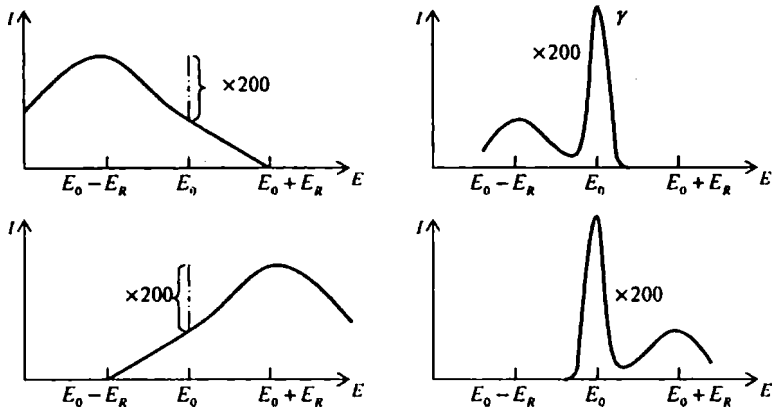 I
×200
E₀ − E_R
E₀
E₀ + E_R
E
I
γ
×200
E₀ − E_R
E₀
E₀ + E_R
E
I
×200
E₀ − E_R
E₀
E₀ + E_R
E
I
×200
E₀ − E_R
E₀
E₀ + E_R
E